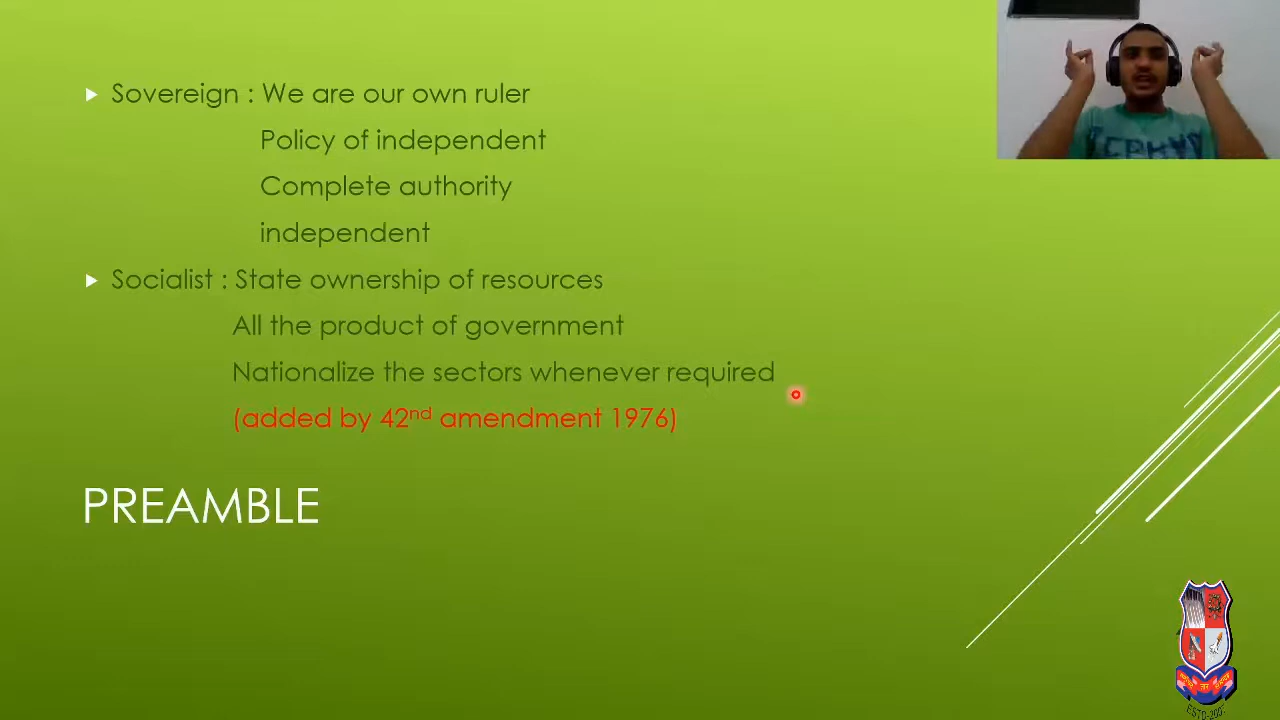 Sovereign : We are our own ruler
Policy of independent
Complete authority
independent
Socialist : State ownership of resources
All the product of government
Nationalize the sectors whenever required
(added by 42nd amendment 1976)
PREAMBLE